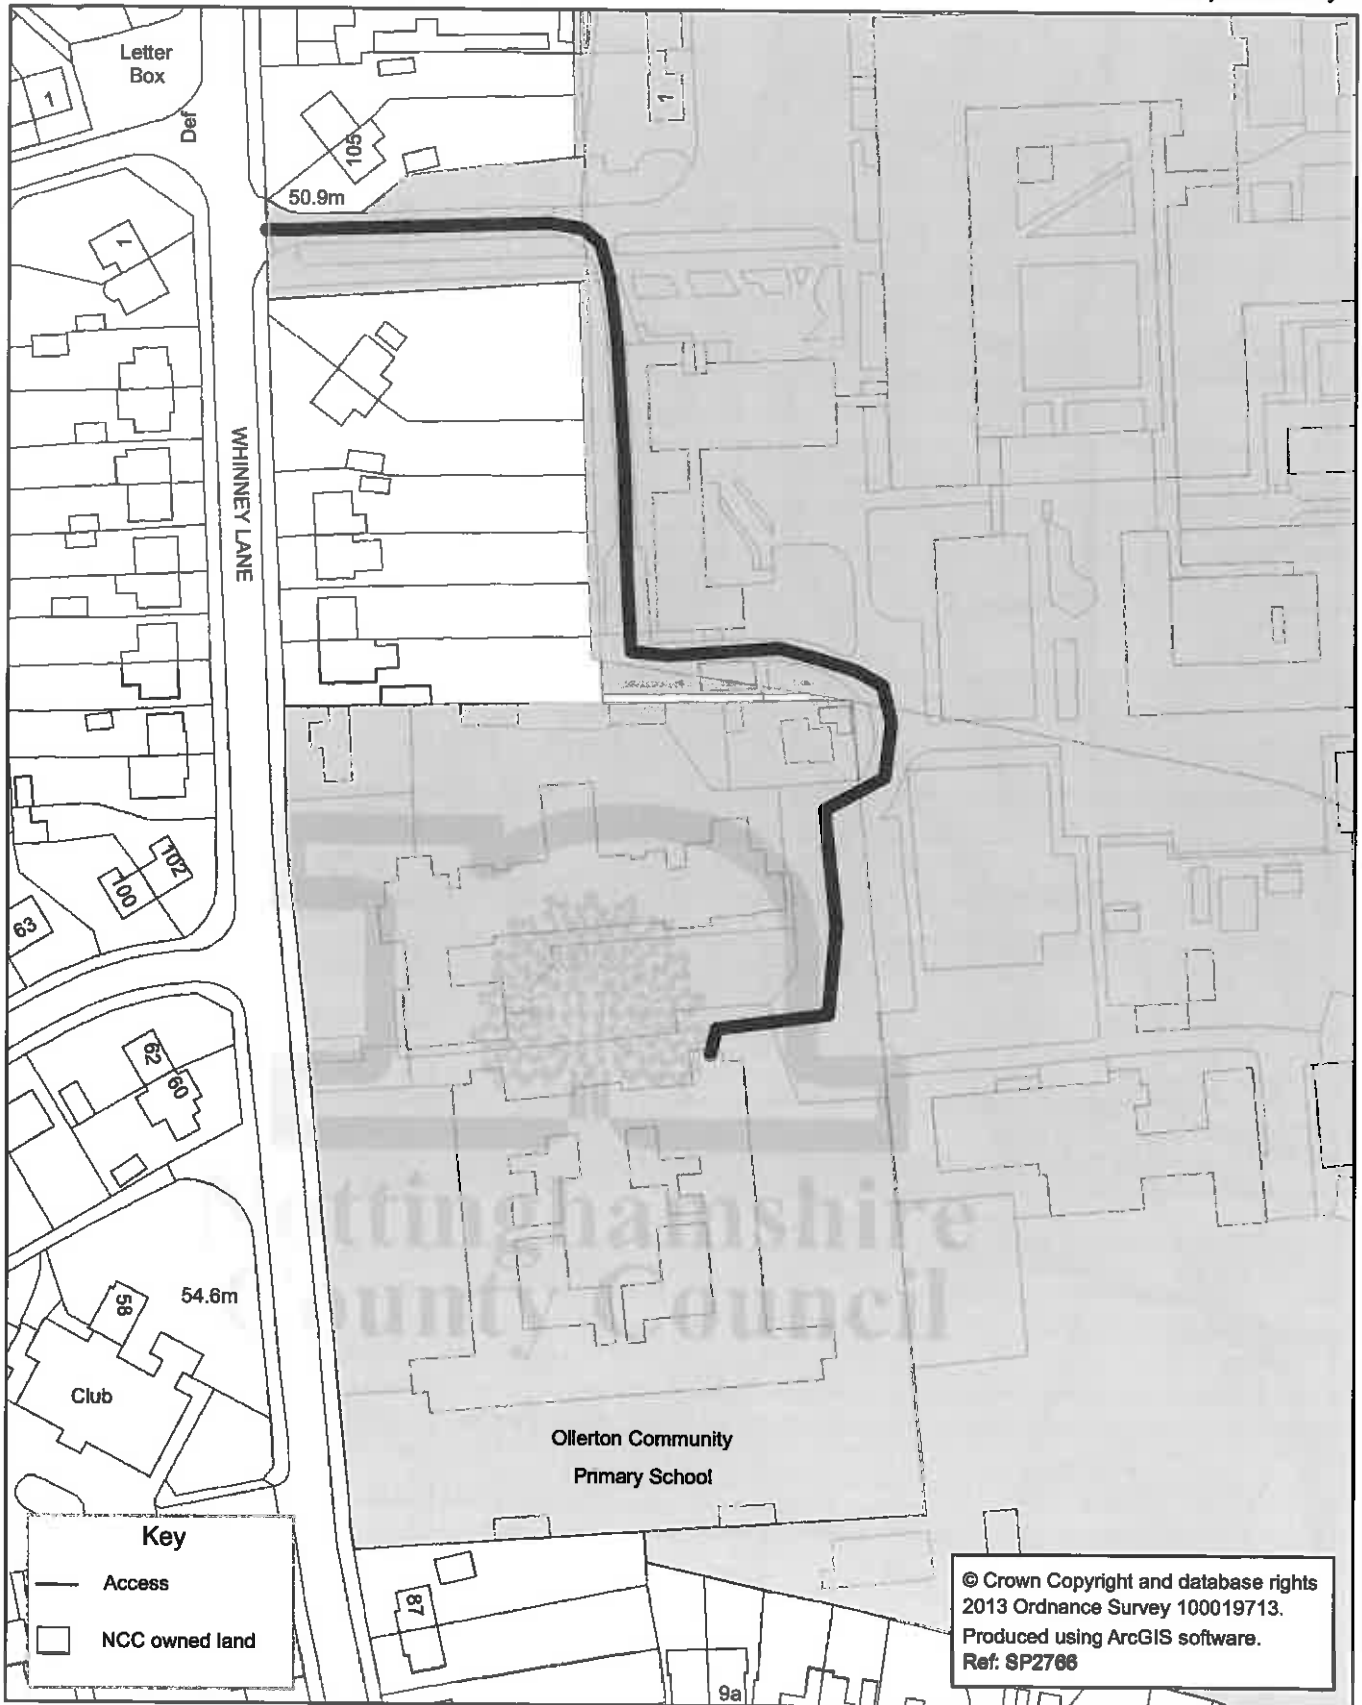 Letter
Box
1
Def
105
1
50.9m
WHINNEY LANE
102
100
63
62
60
58
54.6m
Club
Nottinghamshire
County Council
Ollerton Community
Primary School
Key
Access
NCC owned land
87
9a
© Crown Copyright and database rights
2013 Ordnance Survey 100019713.
Produced using ArcGIS software.
Ref: SP2766